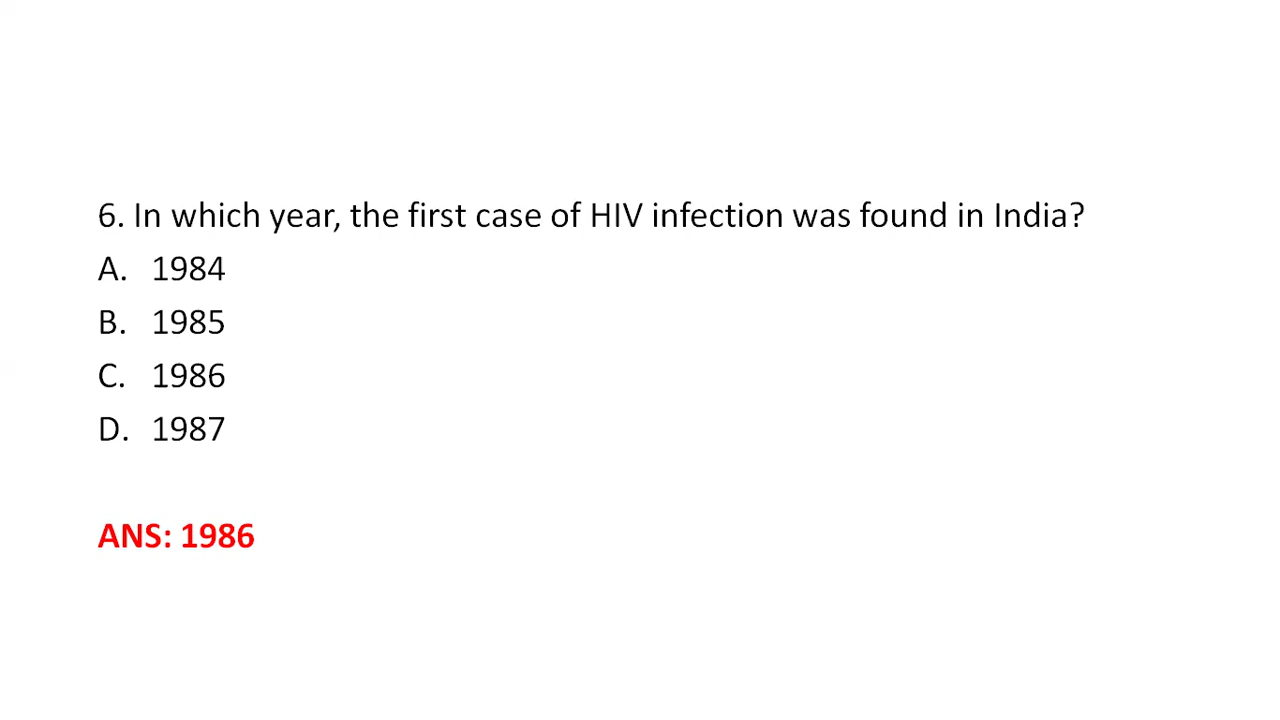 6. In which year, the first case of HIV infection was found in India?
A. 1984
B. 1985
C. 1986
D. 1987
ANS: 1986